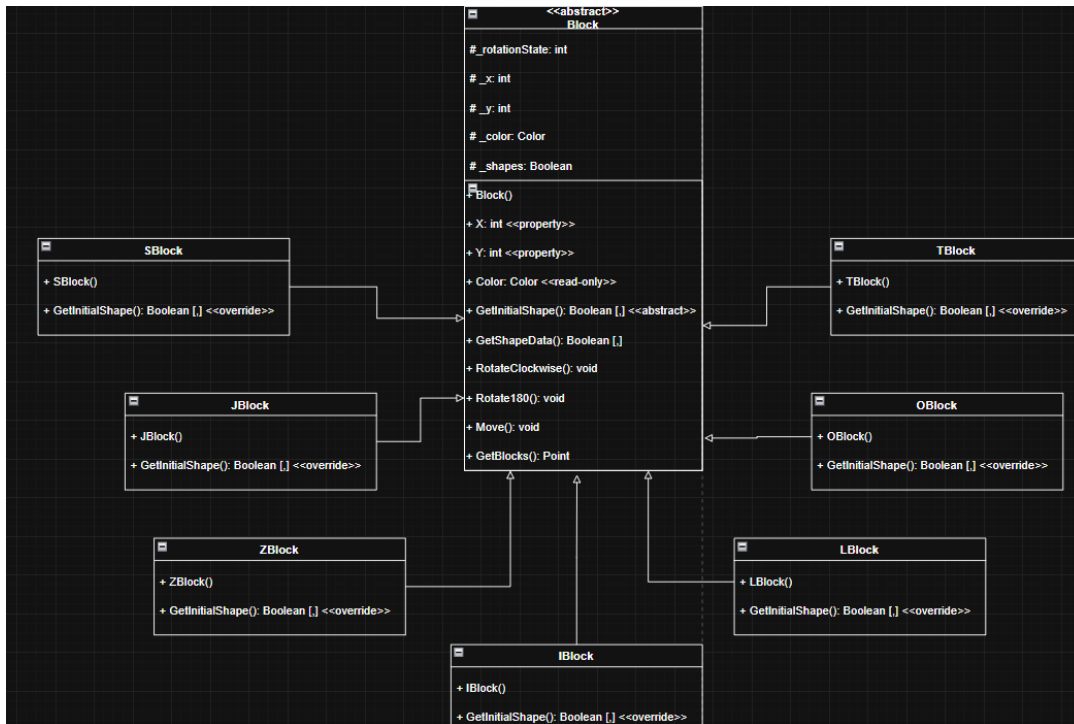 <<abstract>>
Block
#_rotationState: int
# _x: int
# _y: int
# _color: Color
# _shapes: Boolean
+ Block()
+ X: int <<property>>
+ Y: int <<property>>
+ Color: Color <<read-only>>
+ GetInitialShape(): Boolean [,] <<abstract>>
+ GetShapeData(): Boolean [,]
+ RotateClockwise(): void
+ Rotate180(): void
+ Move(): void
+ GetBlocks(): Point
SBlock
+ SBlock()
+ GetInitialShape(): Boolean [,] <<override>>
TBlock
+ TBlock()
+ GetInitialShape(): Boolean [,] <<override>>
JBlock
+ JBlock()
+ GetInitialShape(): Boolean [,] <<override>>
OBlock
+ OBlock()
+ GetInitialShape(): Boolean [,] <<override>>
ZBlock
+ ZBlock()
+ GetInitialShape(): Boolean [,] <<override>>
LBlock
+ LBlock()
+ GetInitialShape(): Boolean [,] <<override>>
IBlock
+ IBlock()
+ GetInitialShape(): Boolean [,] <<override>>